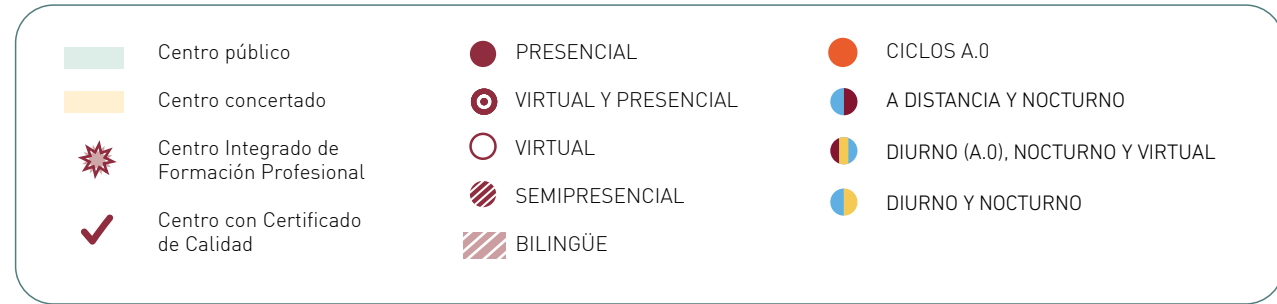 Centro público
Centro concertado
Centro Integrado de
Formación Profesional
Centro con Certificado
de Calidad
PRESENCIAL
VIRTUAL Y PRESENCIAL
VIRTUAL
SEMIPRESENCIAL
BILINGÜE
CICLOS A.0
A DISTANCIA Y NOCTURNO
DIURNO (A.0), NOCTURNO Y VIRTUAL
DIURNO Y NOCTURNO